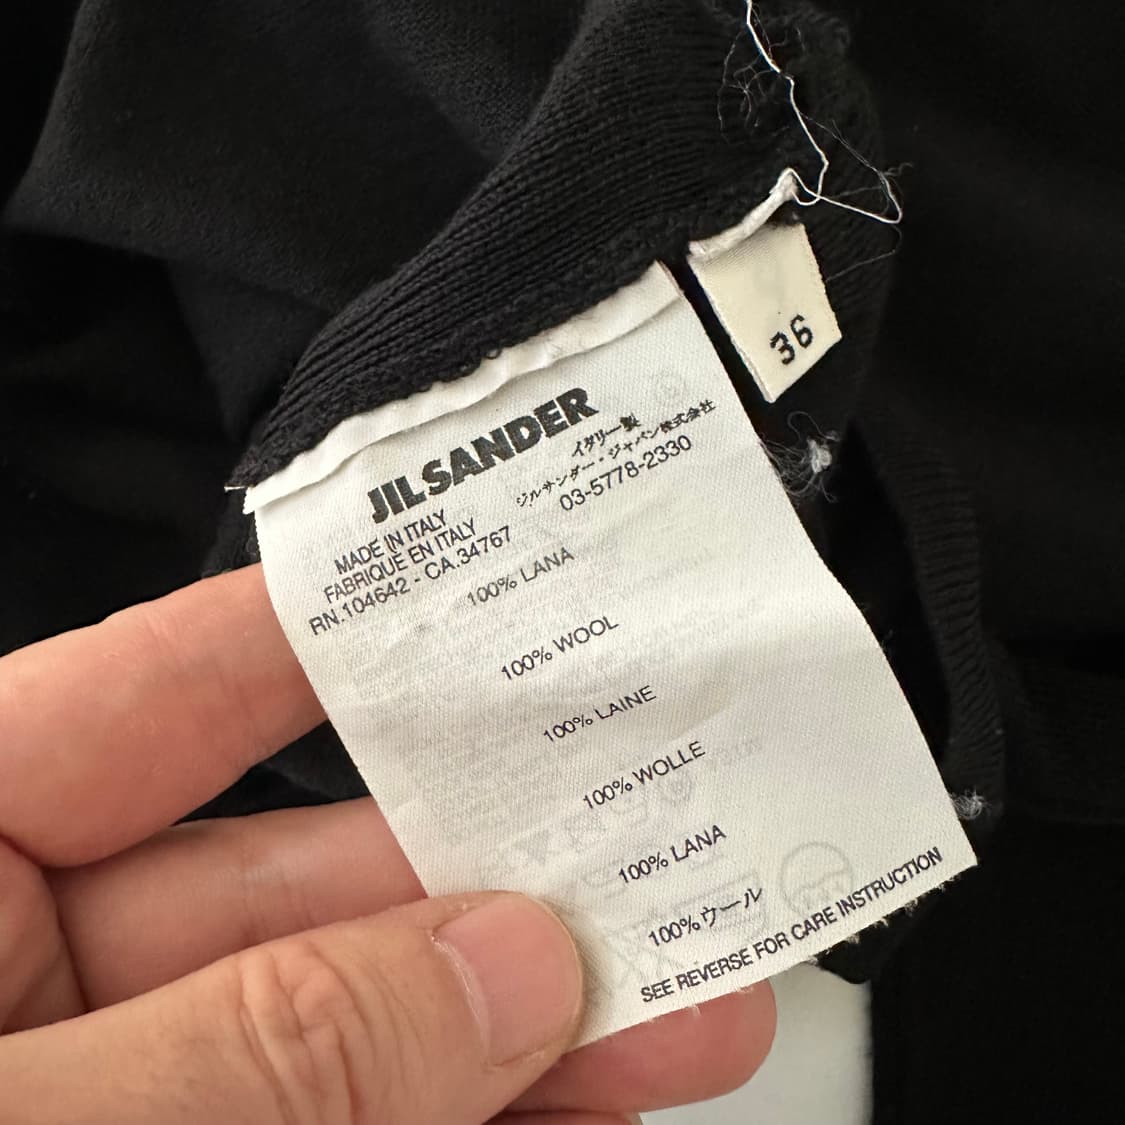 36
JIL SANDER
イタリー製
ジルサンダー・ジャパン株式会社
03-5778-2330
MADE IN ITALY
FABRIQUÉ EN ITALY
RN.104642 - CA.34767
100% LANA
100% WOOL
100% LAINE
100% WOLLE
100% LANA
100%ウール
SEE REVERSE FOR CARE INSTRUCTION